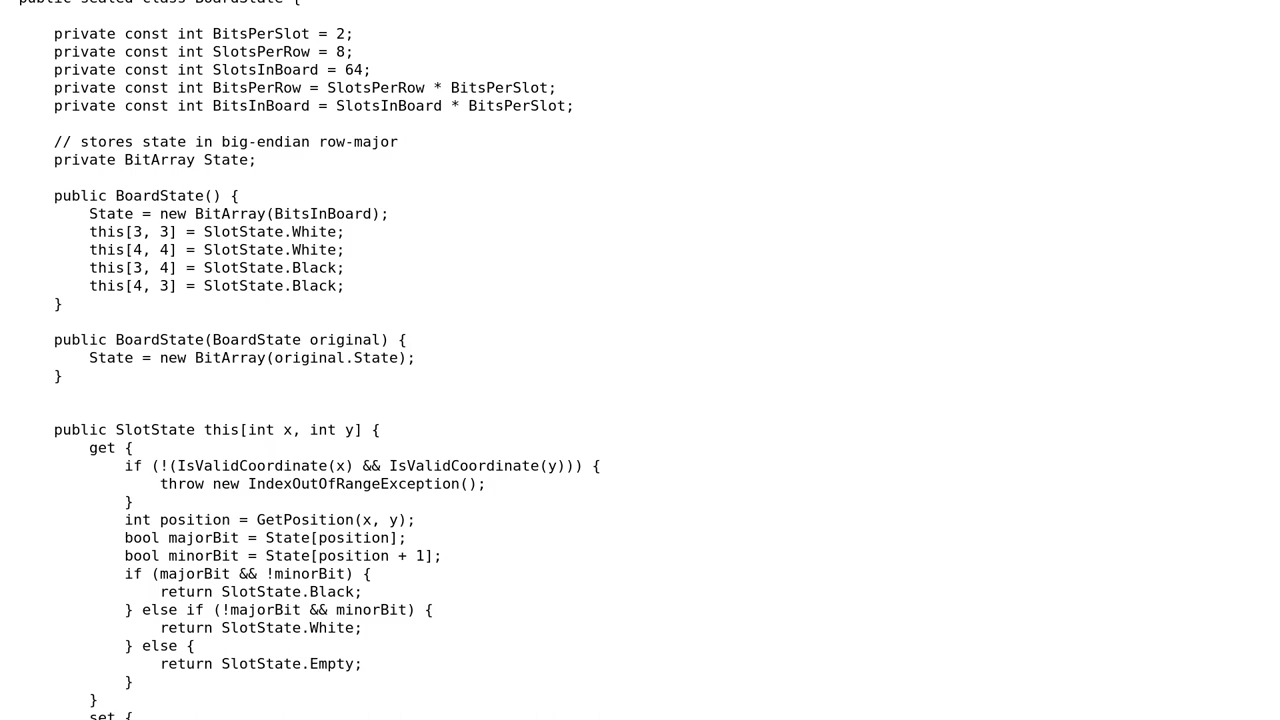 public sealed class BoardState {
private const int BitsPerSlot = 2;
private const int SlotsPerRow = 8;
private const int SlotsInBoard = 64;
private const int BitsPerRow = SlotsPerRow * BitsPerSlot;
private const int BitsInBoard = SlotsInBoard * BitsPerSlot;
// stores state in big-endian row-major
private BitArray State;
public BoardState() {
State = new BitArray(BitsInBoard);
this[3, 3] = SlotState.White;
this[4, 4] = SlotState.White;
this[3, 4] = SlotState.Black;
this[4, 3] = SlotState.Black;
}
public BoardState(BoardState original) {
State = new BitArray(original.State);
}
public SlotState this[int x, int y] {
get {
if (!(IsValidCoordinate(x) && IsValidCoordinate(y))) {
throw new IndexOutOfRangeException();
}
int position = GetPosition(x, y);
bool majorBit = State[position];
bool minorBit = State[position + 1];
if (majorBit && !minorBit) {
return SlotState.Black;
} else if (!majorBit && minorBit) {
return SlotState.White;
} else {
return SlotState.Empty;
}
}
set {